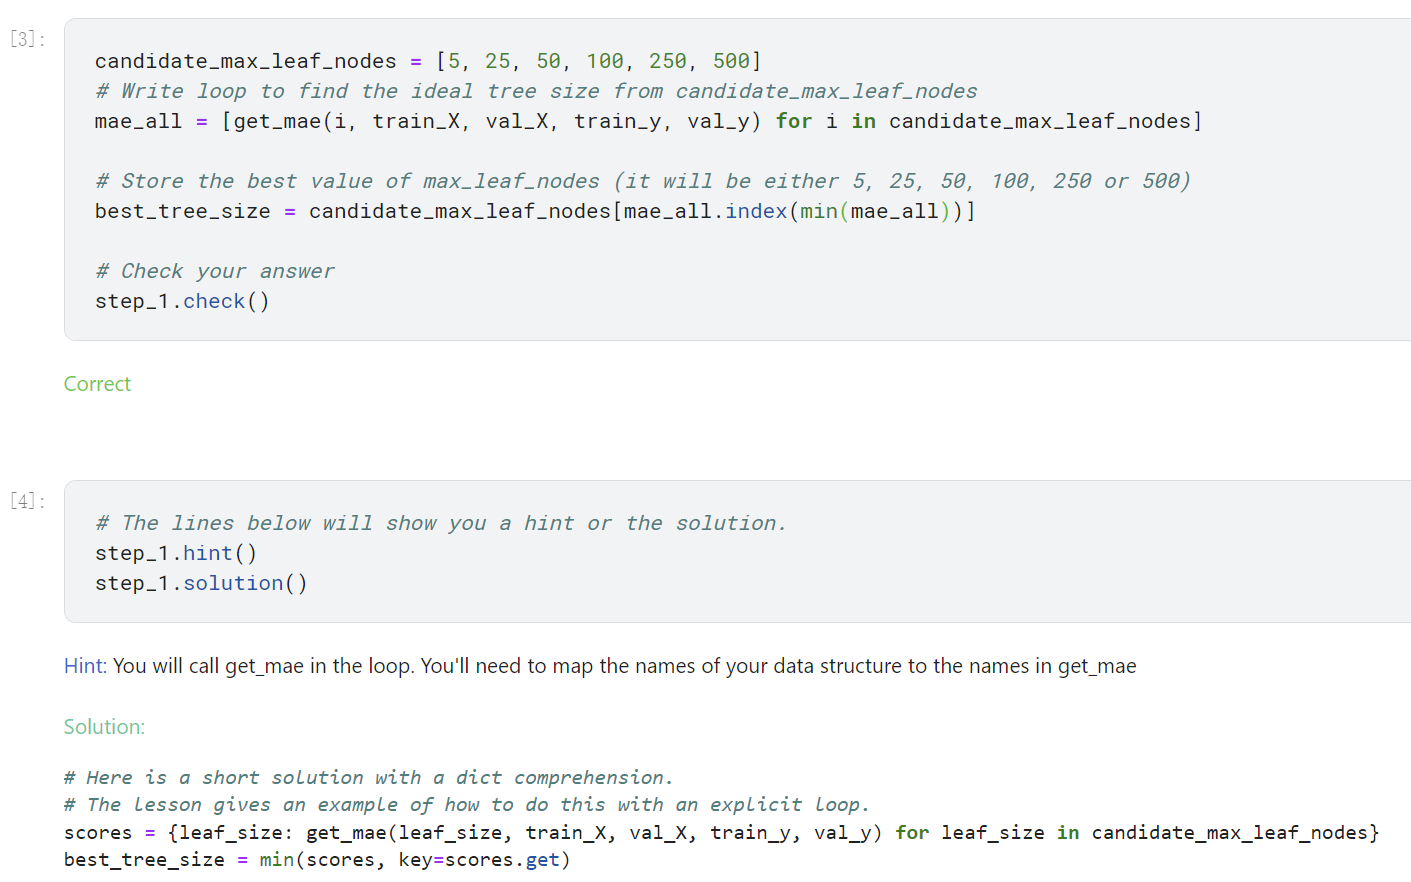 [3]:
candidate_max_leaf_nodes = [5, 25, 50, 100, 250, 500]
# Write loop to find the ideal tree size from candidate_max_leaf_nodes
mae_all = [get_mae(i, train_X, val_X, train_y, val_y) for i in candidate_max_leaf_nodes]
# Store the best value of max_leaf_nodes (it will be either 5, 25, 50, 100, 250 or 500)
best_tree_size = candidate_max_leaf_nodes[mae_all.index(min(mae_all))]
# Check your answer
step_1.check()
Correct
[4]:
# The lines below will show you a hint or the solution.
step_1.hint()
step_1.solution()
Hint: You will call get_mae in the loop. You'll need to map the names of your data structure to the names in get_mae
Solution:
# Here is a short solution with a dict comprehension.
# The lesson gives an example of how to do this with an explicit loop.
scores = {leaf_size: get_mae(leaf_size, train_X, val_X, train_y, val_y) for leaf_size in candidate_max_leaf_nodes}
best_tree_size = min(scores, key=scores.get)